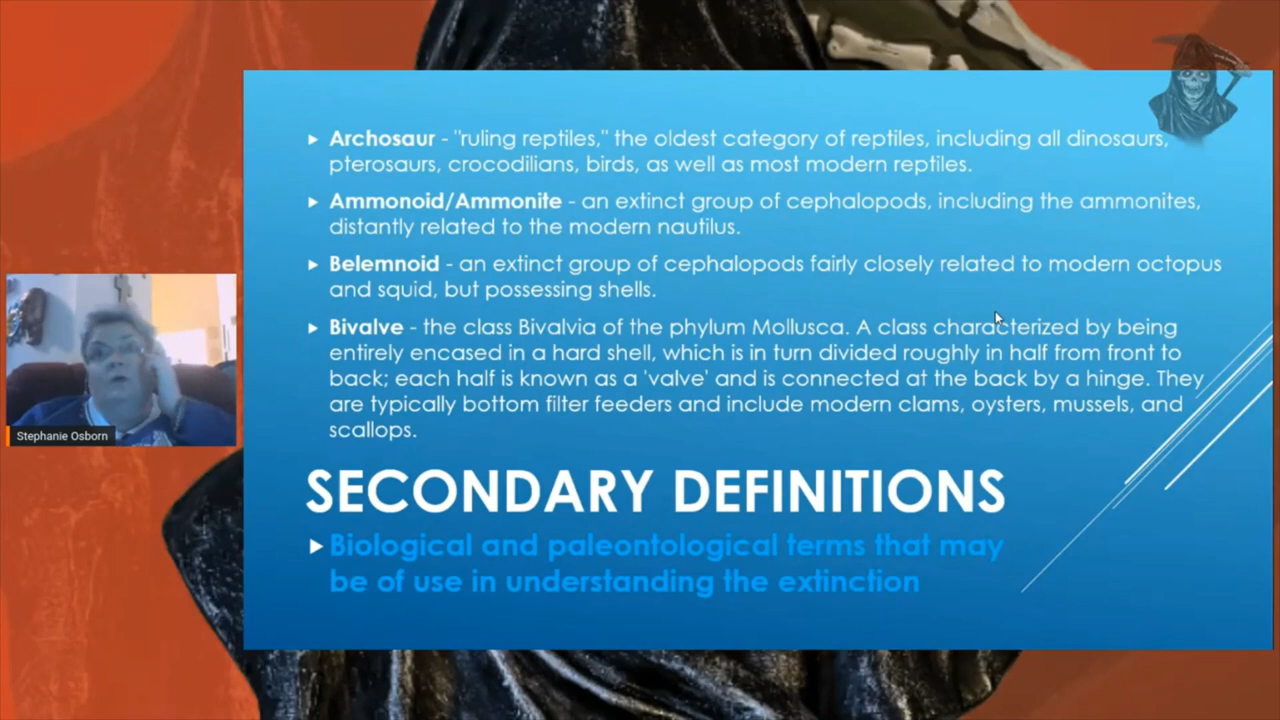 Archosaur - "ruling reptiles," the oldest category of reptiles, including all dinosaurs,
pterosaurs, crocodilians, birds, as well as most modern reptiles.
Ammonoid/Ammonite - an extinct group of cephalopods, including the ammonites,
distantly related to the modern nautilus.
Belemnoid - an extinct group of cephalopods fairly closely related to modern octopus
and squid, but possessing shells.
Bivalve - the class Bivalvia of the phylum Mollusca. A class characterized by being
entirely encased in a hard shell, which is in turn divided roughly in half from front to
back; each half is known as a 'valve' and is connected at the back by a hinge. They
are typically bottom filter feeders and include modern clams, oysters, mussels, and
scallops.
SECONDARY DEFINITIONS
Biological and paleontological terms that may
be of use in understanding the extinction
Stephanie Osborn